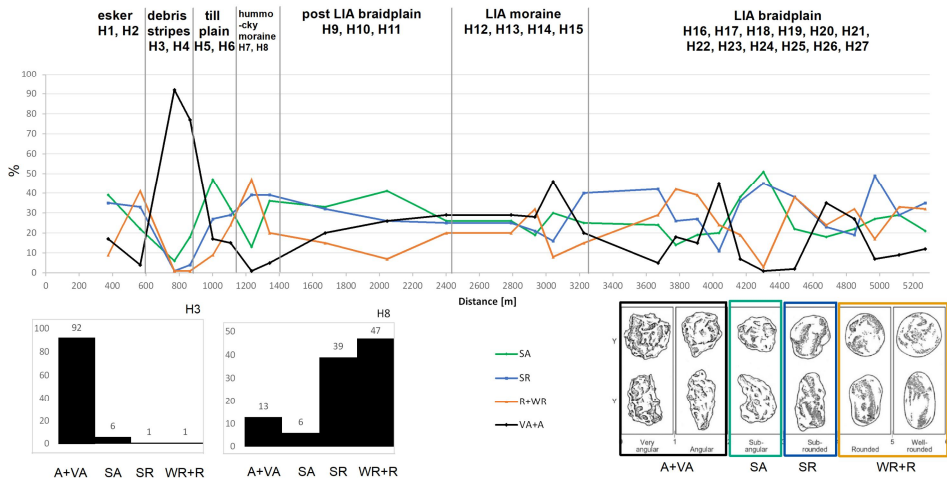 esker
H1, H2
debris
stripes
H3, H4
till
plain
H5, H6
hummo
-cky
moraine
H7, H8
post LIA braidplain
H9, H10, H11
LIA moraine
H12, H13, H14, H15
LIA braidplain
H16, H17, H18, H19, H20, H21,
H22, H23, H24, H25, H26, H27
100
90
80
70
60
50
40
30
20
10
0
%
0 200 400 600 800 1000 1200 1400 1600 1800 2000 2200 2400 2600 2800 3000 3200 3400 3600 3800 4000 4200 4400 4600 4800 5000 5200
Distance [m]
H3
100
80
60
40
20
0
92
6
1
1
A+VA SA SR WR+R
H8
50
40
30
20
10
0
13
6
39
47
A+VA SA SR WR+R
SA
SR
R+WR
VA+A
Y
Y
1 5
Very angular
Angular
Sub-angular
Sub-rounded
Rounded
Well-rounded
A+VA SA SR WR+R